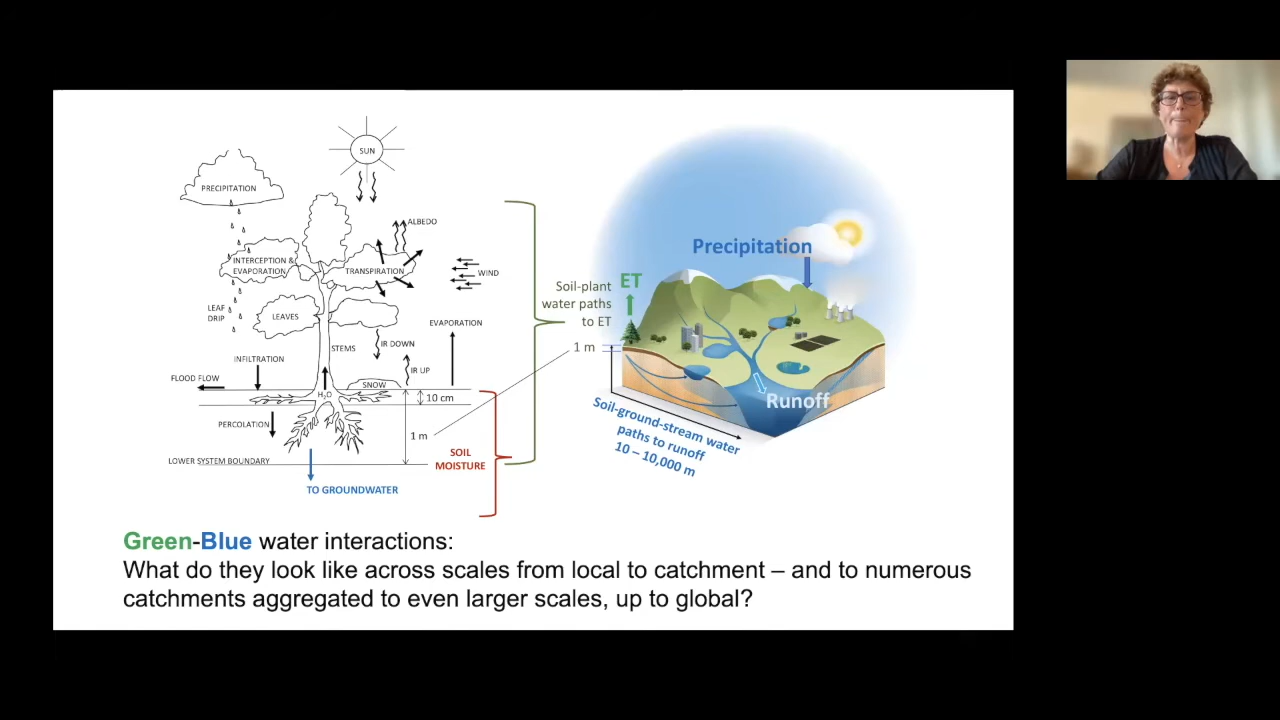 SUN
PRECIPITATION
ALBEDO
INTERCEPTION &
EVAPORATION
TRANSPIRATION
WIND
LEAF
DRIP
LEAVES
EVAPORATION
STEMS
IR DOWN
INFILTRATION
IR UP
FLOOD FLOW
SNOW
H₂O
10 cm
PERCOLATION
1 m
LOWER SYSTEM BOUNDARY
SOIL
MOISTURE
TO GROUNDWATER
Soil-plant
water paths
to ET
1 m
ET
Precipitation
Runoff
Soil-ground-stream water
paths to runoff
10 – 10,000 m
Green-Blue water interactions:
What do they look like across scales from local to catchment – and to numerous
catchments aggregated to even larger scales, up to global?